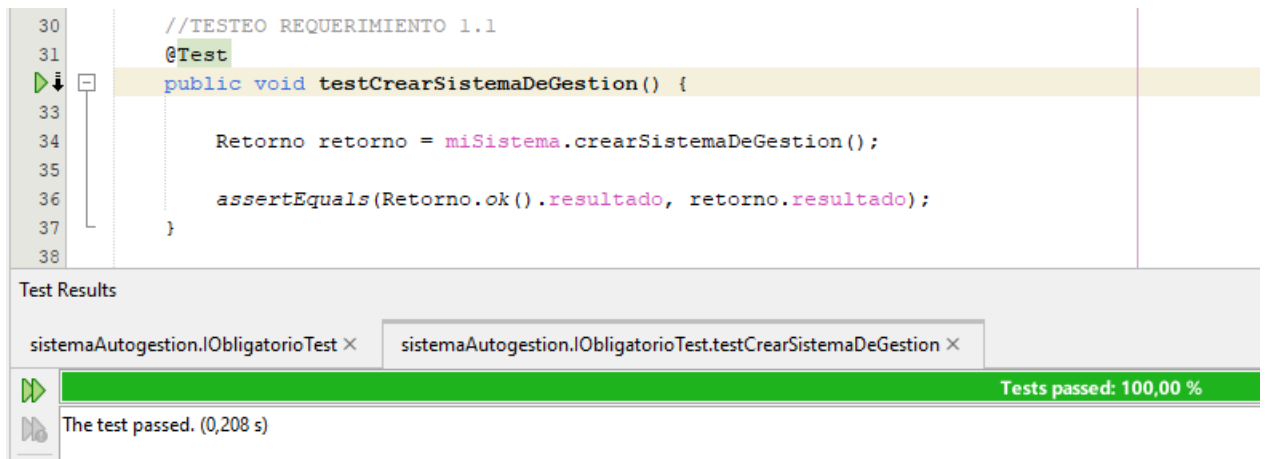 30 //TESTEO REQUERIMIENTO 1.1
31 @Test
public void testCrearSistemaDeGestion() {
33
34 Retorno retorno = miSistema.crearSistemaDeGestion();
35
36 assertEquals(Retorno.ok().resultado, retorno.resultado);
37 }
38
Test Results
sistemaAutogestion.IObligatorioTest × sistemaAutogestion.IObligatorioTest.testCrearSistemaDeGestion ×
Tests passed: 100,00 %
The test passed. (0,208 s)